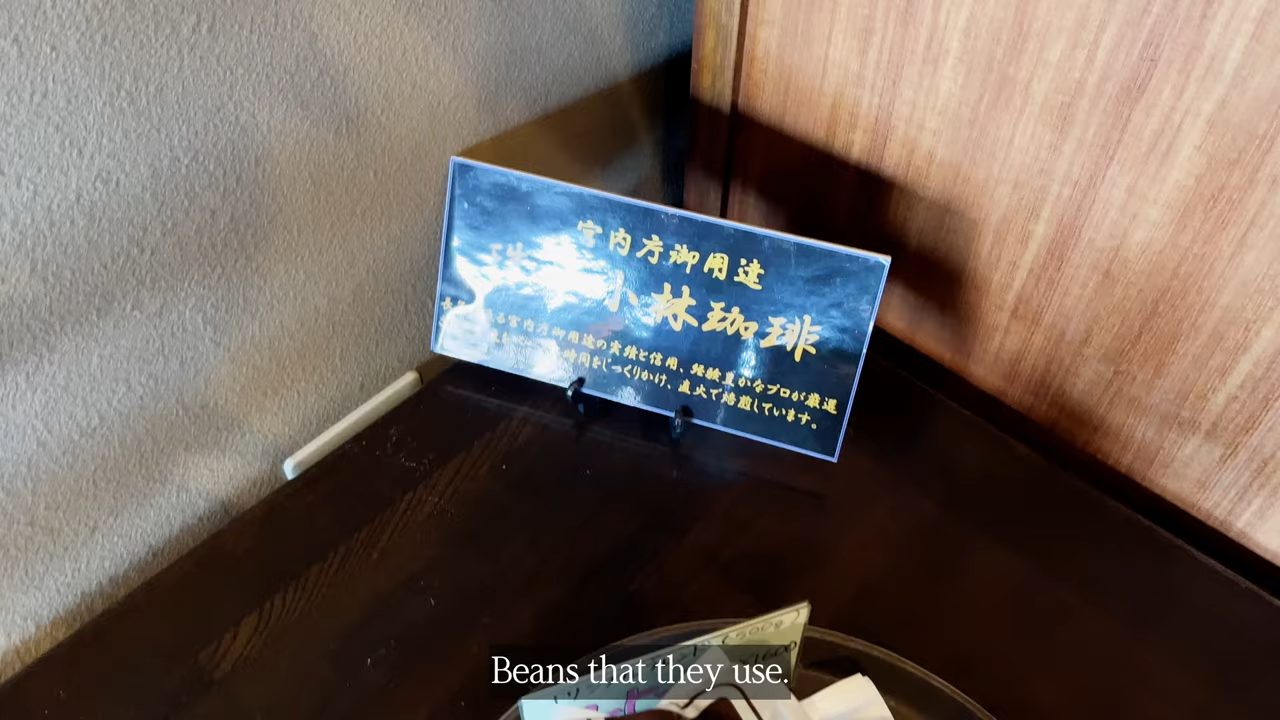 宮内庁御用達
小林珈琲
る宮内庁御用達の実績と信用、経験豊かなプロが厳選
時間をじっくりかけ、直火で焙煎しています。
(500g)
1600
Beans that they use.